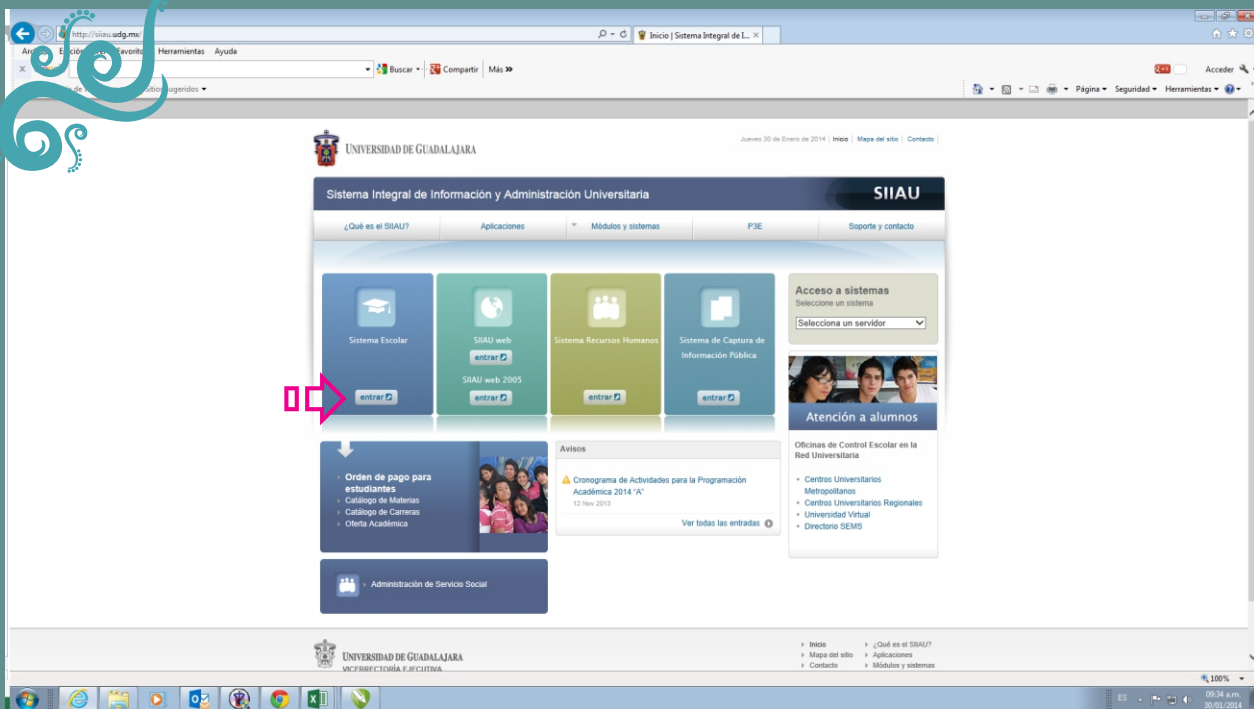 http://siiau.udg.mx/
Inicio | Sistema Integral de I...
Herramientas Ayuda
Buscar Compartir Más »
Acceder
Sitios sugeridos
Página Seguridad Herramientas
UNIVERSIDAD DE GUADALAJARA
Jueves 30 de Enero de 2014 | Inicio | Mapa del sitio | Contacto |
Sistema Integral de Información y Administración Universitaria
SIIAU
¿Qué es el SIIAU?
Aplicaciones
Módulos y sistemas
P3E
Soporte y contacto
Sistema Escolar
entrar
SIIAU web
entrar
SIIAU web 2005
entrar
Sistema Recursos Humanos
entrar
Sistema de Captura de
Información Pública
entrar
Acceso a sistemas
Seleccione un sistema
Selecciona un servidor
Atención a alumnos
Oficinas de Control Escolar en la
Red Universitaria
Centros Universitarios
Metropolitanos
Centros Universitarios Regionales
Universidad Virtual
Directorio SEMS
Orden de pago para
estudiantes
Catálogo de Materias
Catálogo de Carreras
Oferta Académica
Avisos
Cronograma de Actividades para la Programación
Académica 2014 "A"
12 Nov 2013
Ver todas las entradas
Administración de Servicio Social
UNIVERSIDAD DE GUADALAJARA
VICERRECTORÍA EJECUTIVA
Inicio
Mapa del sitio
Contacto
¿Qué es el SIIAU?
Aplicaciones
Módulos y sistemas
100%
ES
09:34 a.m.
30/01/2014